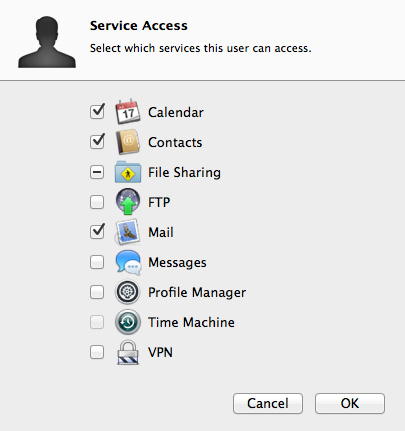 Service Access
Select which services this user can access.
17
Calendar
Contacts
File Sharing
FTP
Mail
Messages
Profile Manager
Time Machine
VPN
Cancel
OK